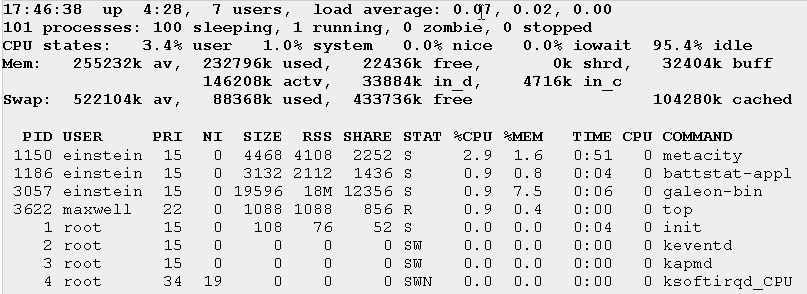 17:46:38  up  4:28,  7 users,  load average: 0.07, 0.02, 0.00
101 processes: 100 sleeping, 1 running, 0 zombie, 0 stopped
CPU states:  3.4% user   1.0% system   0.0% nice   0.0% iowait  95.4% idle
Mem:   255232k av,  232796k used,   22436k free,       0k shrd,   32404k buff
                    146208k actv,   33884k in_d,    4716k in_c
Swap:  522104k av,   88368k used,  433736k free                  104280k cached
  PID USER     PRI  NI  SIZE  RSS SHARE STAT %CPU %MEM   TIME CPU COMMAND
 1150 einstein  15   0  4468 4108  2252 S     2.9  1.6   0:51   0 metacity
 1186 einstein  15   0  3132 2112  1436 S     0.9  0.8   0:04   0 battstat-appl
 3057 einstein  15   0 19596  18M 12356 S     0.9  7.5   0:06   0 galeon-bin
 3622 maxwell   22   0  1088 1088   856 R     0.9  0.4   0:00   0 top
    1 root      15   0   108   76    52 S     0.0  0.0   0:04   0 init
    2 root      15   0     0    0     0 SW    0.0  0.0   0:00   0 keventd
    3 root      15   0     0    0     0 SW    0.0  0.0   0:00   0 kapmd
    4 root      34  19     0    0     0 SWN   0.0  0.0   0:00   0 ksoftirqd_CPU